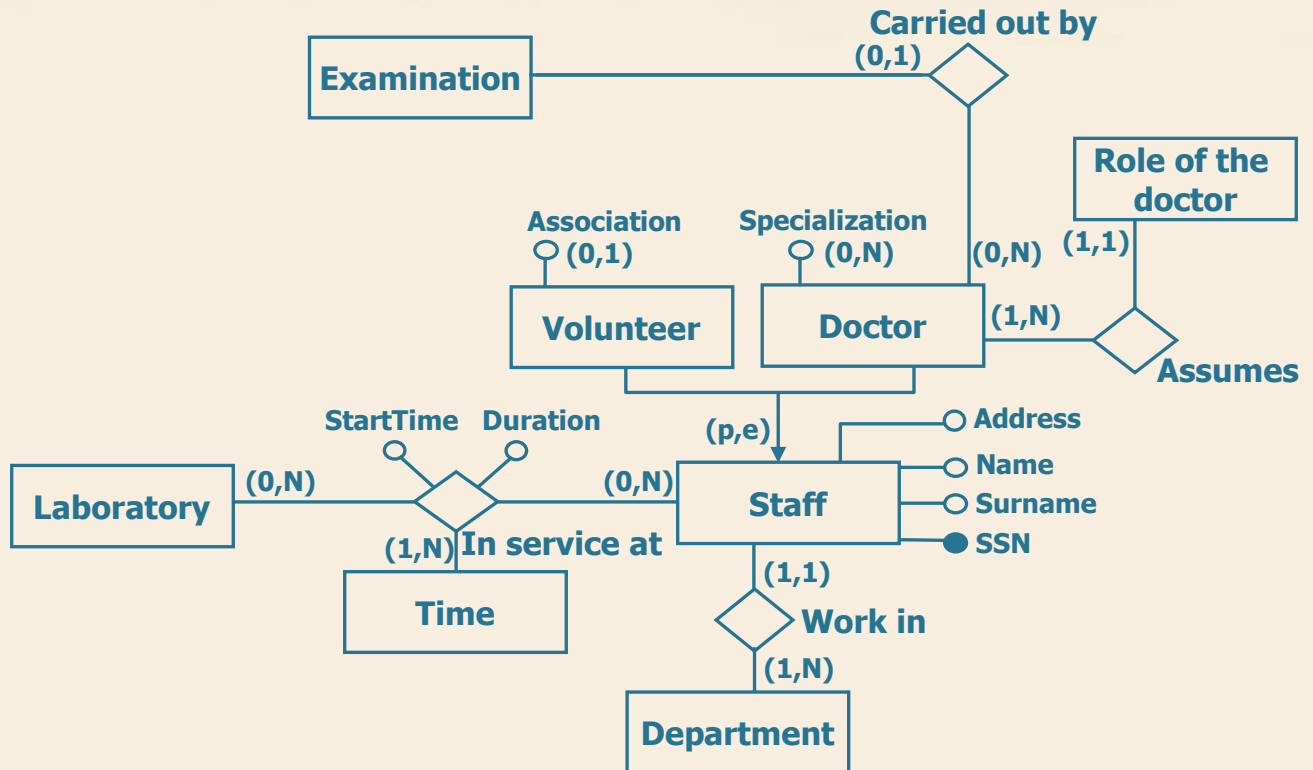 Carried out by
(0,1)
Examination
Role of the
doctor
Association
(0,1)
Specialization
(0,N)
(0,N)
(1,1)
Volunteer
Doctor
(1,N)
Assumes
StartTime
Duration
(p,e)
Address
Name
Surname
SSN
Laboratory
(0,N)
(0,N)
Staff
(1,N)
In service at
Time
(1,1)
Work in
(1,N)
Department